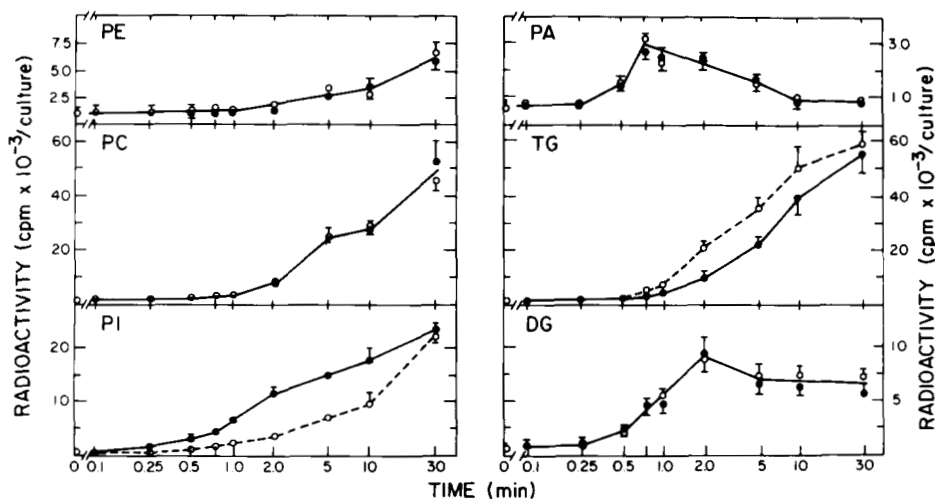 PE
7.5
5.0
2.5
PC
60
40
20
PI
20
10
0 0.1 0.25 0.5 1.0 2.0 5 10 30
RADIOACTIVITY (cpm x 10⁻³/culture)
PA
3.0
1.0
TG
60
40
20
DG
10
5
0 0.1 0.25 0.5 1.0 2.0 5 10 30
RADIOACTIVITY (cpm x 10⁻³/culture)
TIME (min)